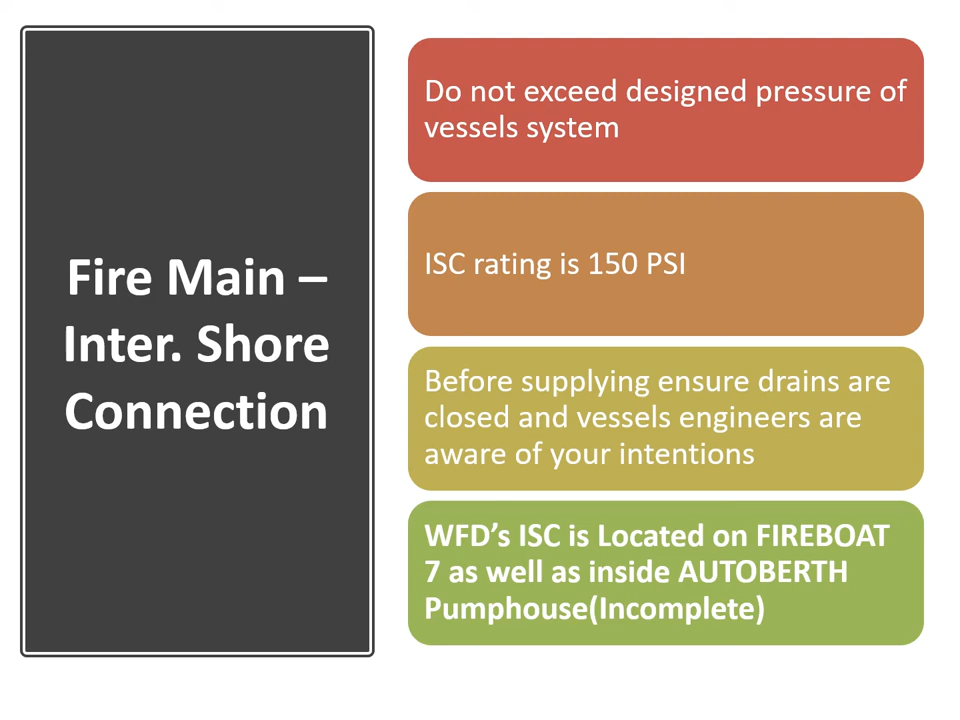 Fire Main –
Inter. Shore
Connection
Do not exceed designed pressure of
vessels system
ISC rating is 150 PSI
Before supplying ensure drains are
closed and vessels engineers are
aware of your intentions
WFD’s ISC is Located on FIREBOAT
7 as well as inside AUTOBERTH
Pumphouse(Incomplete)